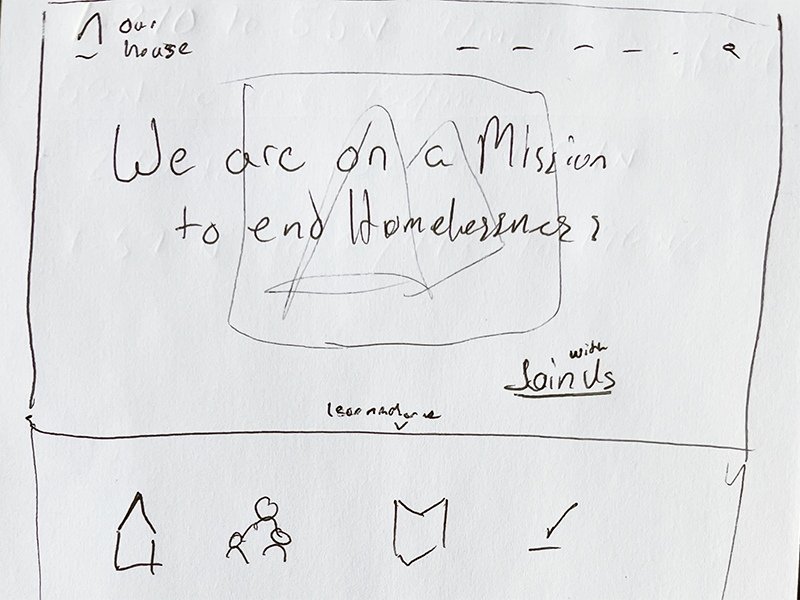 Our
house
We are on a Mission
to end Homelessness
with
Join Us
learn more